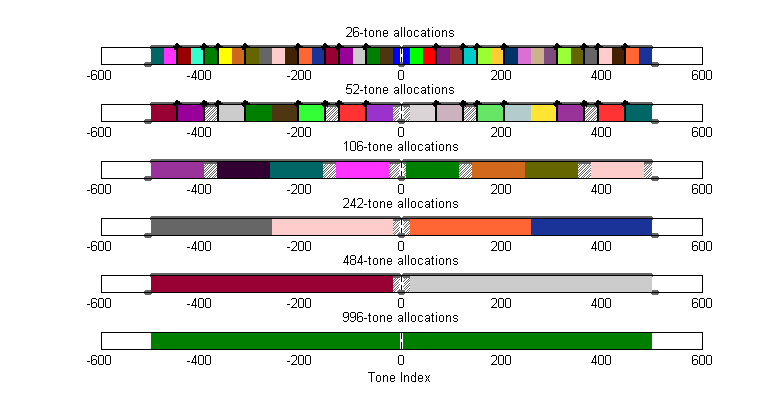 26-tone allocations
-600 -400 -200 0 200 400 600
52-tone allocations
-600 -400 -200 0 200 400 600
106-tone allocations
-600 -400 -200 0 200 400 600
242-tone allocations
-600 -400 -200 0 200 400 600
484-tone allocations
-600 -400 -200 0 200 400 600
996-tone allocations
-600 -400 -200 0 200 400 600
Tone Index